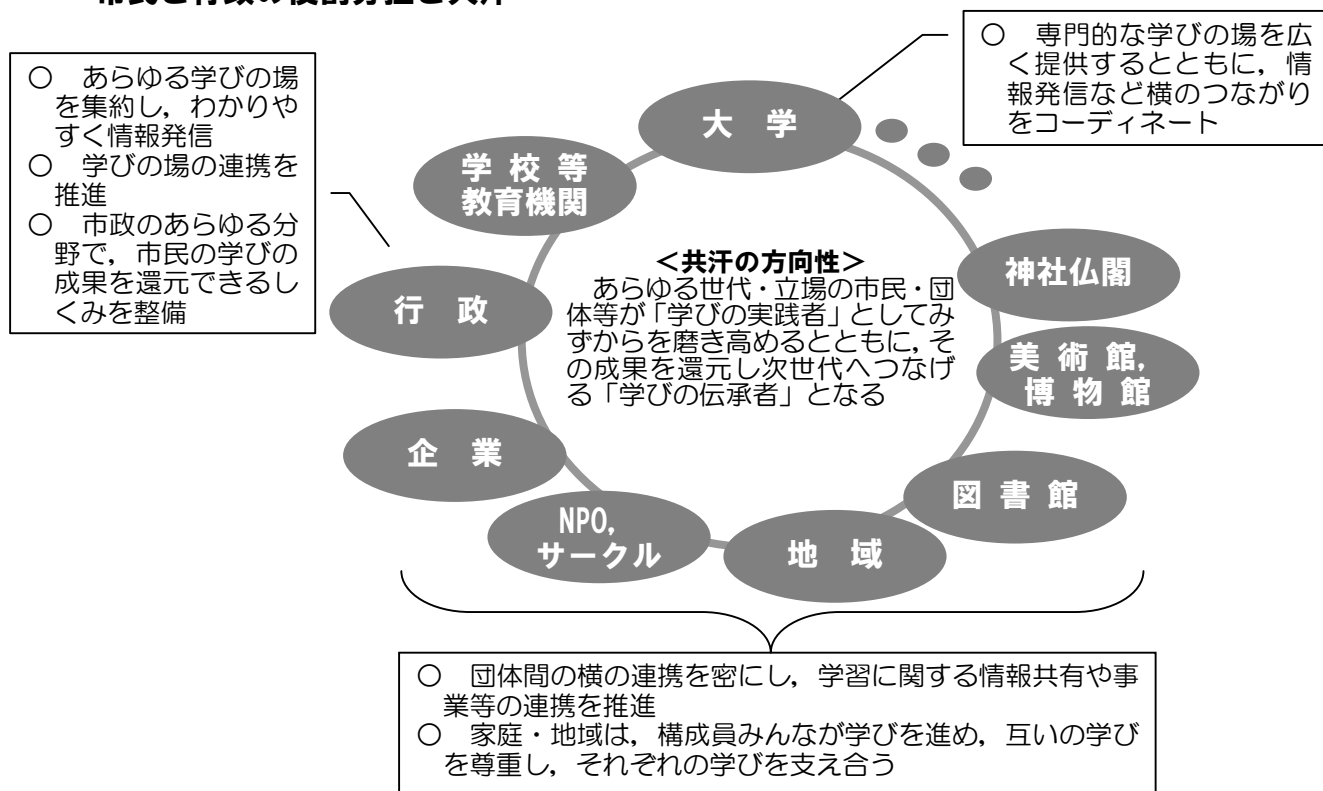 市民と行政の役割分担と共汗
○　専門的な学びの場を広
く提供するとともに，情
報発信など横のつながり
をコーディネート
○　あらゆる学びの場
を集約し，わかりや
すく情報発信
○　学びの場の連携を
推進
○　市政のあらゆる分
野で，市民の学びの
成果を還元できるし
くみを整備
大　学
学 校 等
教育機関
行　政
企　業
NPO，
サークル
地　域
図 書 館
美 術 館，
博 物 館
神社仏閣
＜共汗の方向性＞
あらゆる世代・立場の市民・団
体等が「学びの実践者」としてみ
ずからを磨き高めるとともに，そ
の成果を還元し次世代へつなげ
る「学びの伝承者」となる
○　団体間の横の連携を密にし，学習に関する情報共有や事
業等の連携を推進
○　家庭・地域は，構成員みんなが学びを進め，互いの学び
を尊重し，それぞれの学びを支え合う